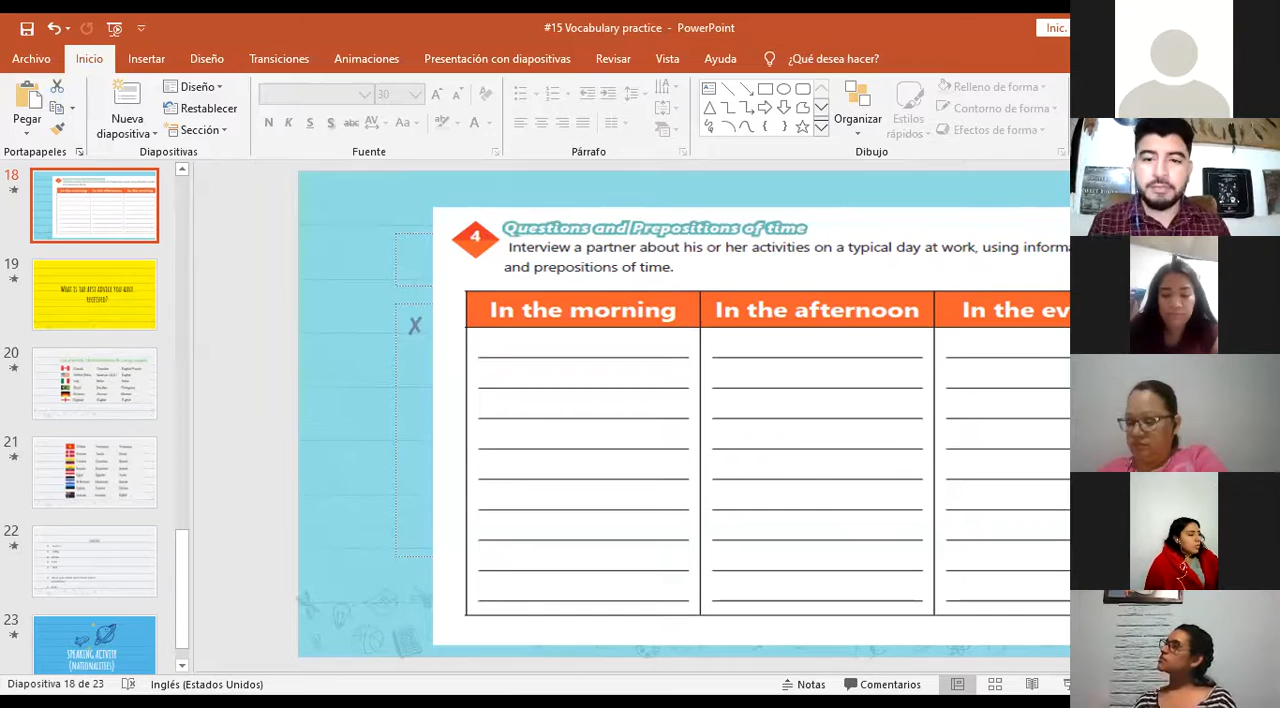 #15 Vocabulary practice - PowerPoint
Inic.
Archivo Inicio Insertar Diseño Transiciones Animaciones Presentación con diapositivas Revisar Vista Ayuda ¿Qué desea hacer?
Pegar
Portapapeles
Nueva diapositiva
Diseño
Restablecer
Sección
Diapositivas
30
N K S S abc AV Aa A
Fuente
Párrafo
Organizar
Estilos rápidos
Dibujo
Relleno de forma
Contorno de forma
Efectos de forma
18
19
WHAT IS THE BEST ADVICE YOU HAVE
RECEIVED?
20
21
22
23
SPEAKING ACTIVITY
(NATIONALITIES)
4
Questions and Prepositions of time
Interview a partner about his or her activities on a typical day at work, using informa
and prepositions of time.
In the morning In the afternoon In the ev
X
Diapositiva 18 de 23 Inglés (Estados Unidos) Notas Comentarios